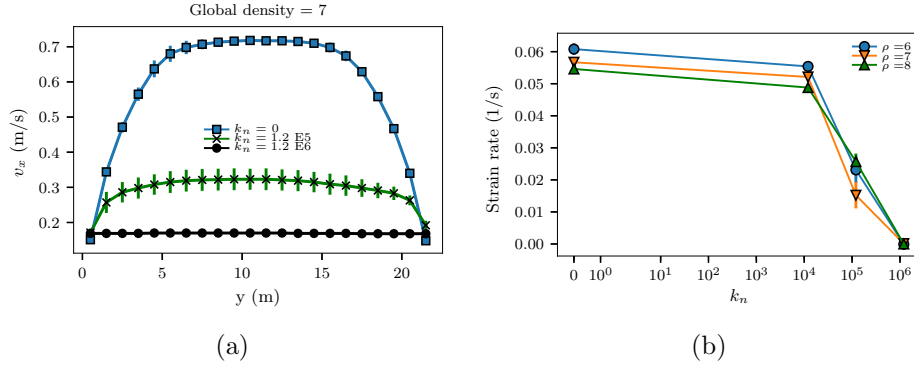 Global density = 7
0.7
0.6
0.5
0.4
0.3
0.2
v_x (m/s)
k_n = 0
k_n = 1.2 E5
k_n = 1.2 E6
0 5 10 15 20
y (m)
(a)
0.06
0.05
0.04
0.03
0.02
0.01
0.00
Strain rate (1/s)
ρ =6
ρ =7
ρ =8
0 10^0 10^1 10^2 10^3 10^4 10^5 10^6
k_n
(b)